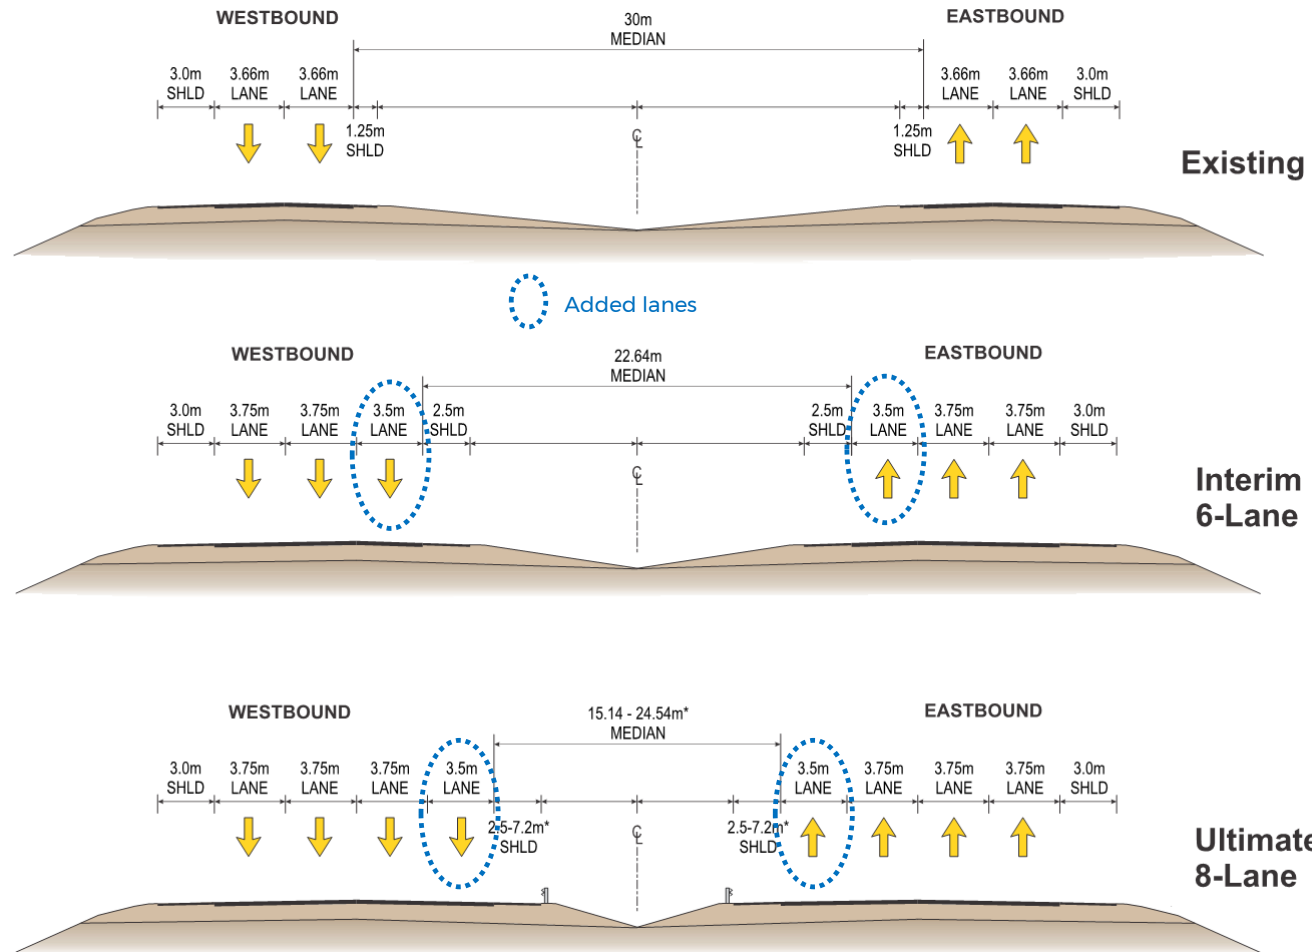 WESTBOUND
30m
MEDIAN
EASTBOUND
3.0m
SHLD
3.66m
LANE
3.66m
LANE
1.25m
SHLD
℄
1.25m
SHLD
3.66m
LANE
3.66m
LANE
3.0m
SHLD
Existing
Added lanes
WESTBOUND
22.64m
MEDIAN
EASTBOUND
3.0m
SHLD
3.75m
LANE
3.75m
LANE
3.5m
LANE
2.5m
SHLD
℄
2.5m
SHLD
3.5m
LANE
3.75m
LANE
3.75m
LANE
3.0m
SHLD
Interim
6-Lane
WESTBOUND
15.14 - 24.54m*
MEDIAN
EASTBOUND
3.0m
SHLD
3.75m
LANE
3.75m
LANE
3.75m
LANE
3.5m
LANE
2.5-7.2m*
SHLD
℄
2.5-7.2m*
SHLD
3.5m
LANE
3.75m
LANE
3.75m
LANE
3.75m
LANE
3.0m
SHLD
Ultimate
8-Lane